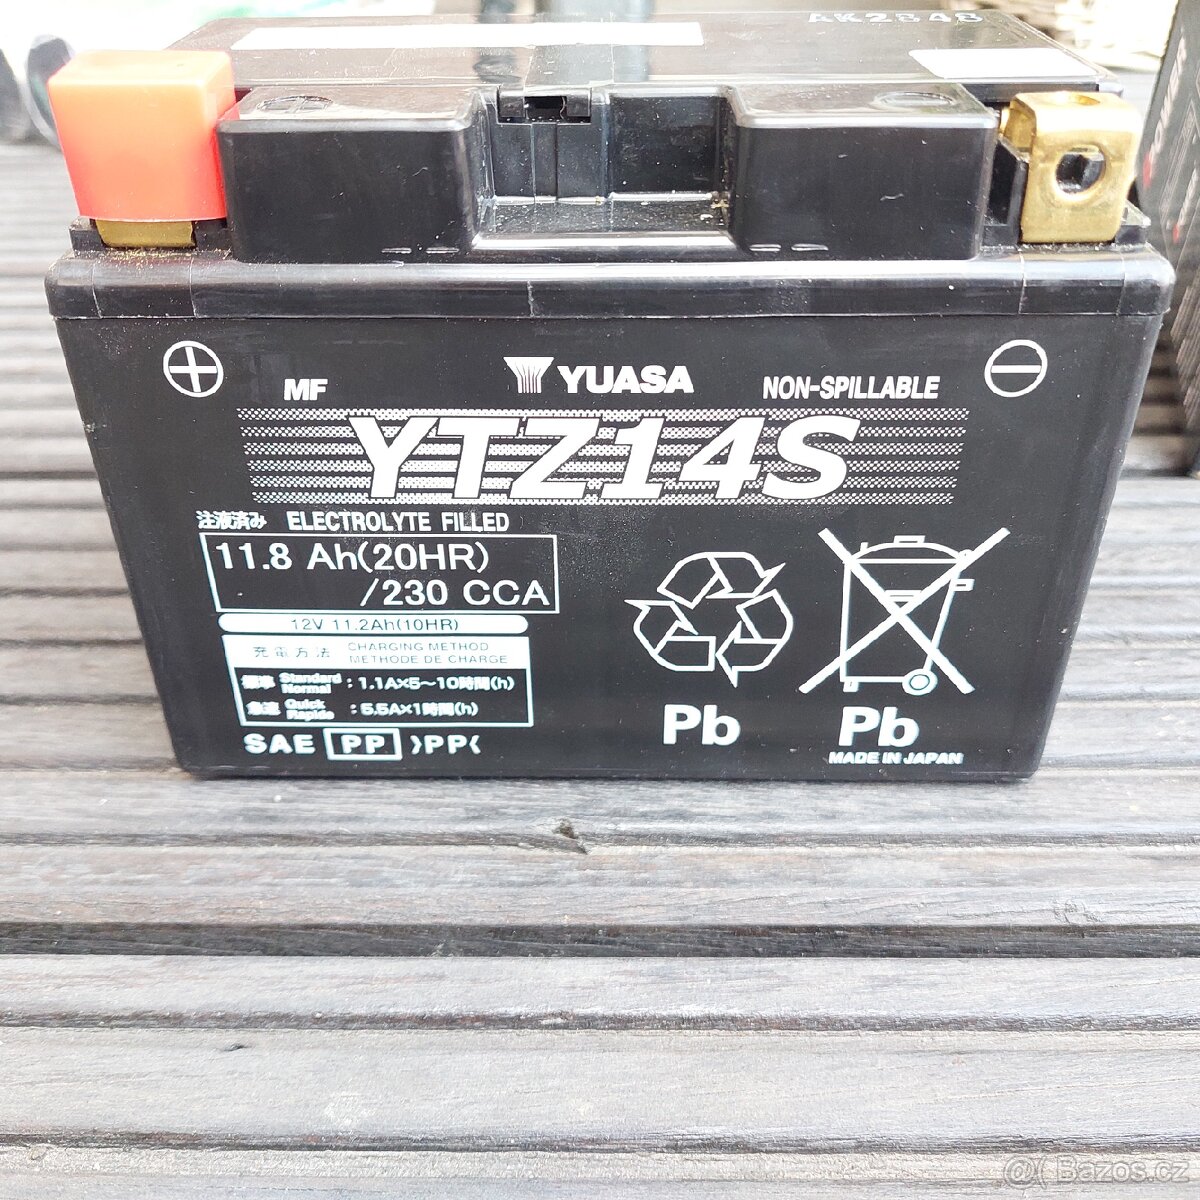 AK2848
MF
YUASA
NON-SPILLABLE
YTZ14S
注液済み ELECTROLYTE FILLED
11.8 Ah(20HR)
/230 CCA
12V 11.2Ah(10HR)
充電方法 CHARGING METHOD
METHODE DE CHARGE
標準 Standard Normal : 1.1A×5~10時間(h)
急速 Quick Rapide : 5.5A×1時間(h)
SAE PP >PP<
Pb
Pb
MADE IN JAPAN
@( Bazos.cz